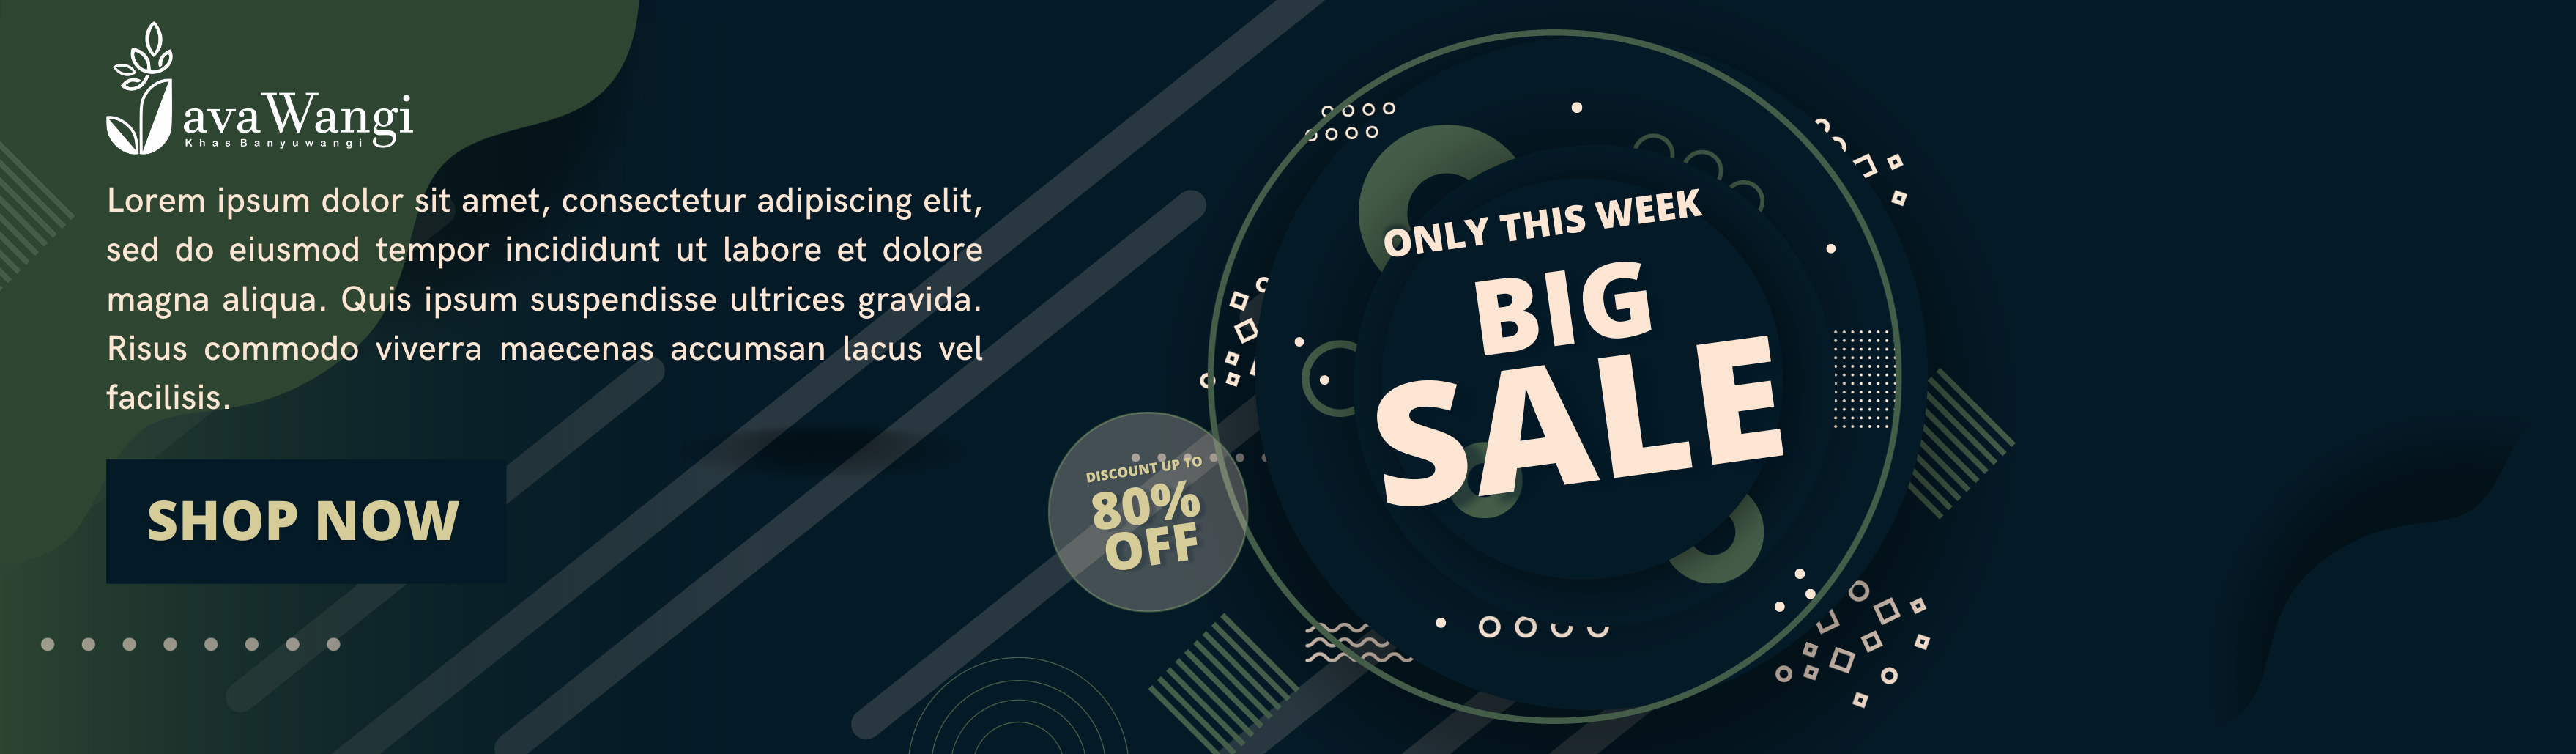 JavaWangi
Khas Banyuwangi
Lorem ipsum dolor sit amet, consectetur adipiscing elit,
sed do eiusmod tempor incididunt ut labore et dolore
magna aliqua. Quis ipsum suspendisse ultrices gravida.
Risus commodo viverra maecenas accumsan lacus vel
facilisis.
SHOP NOW
DISCOUNT UP TO
80%
OFF
ONLY THIS WEEK
BIG
SALE